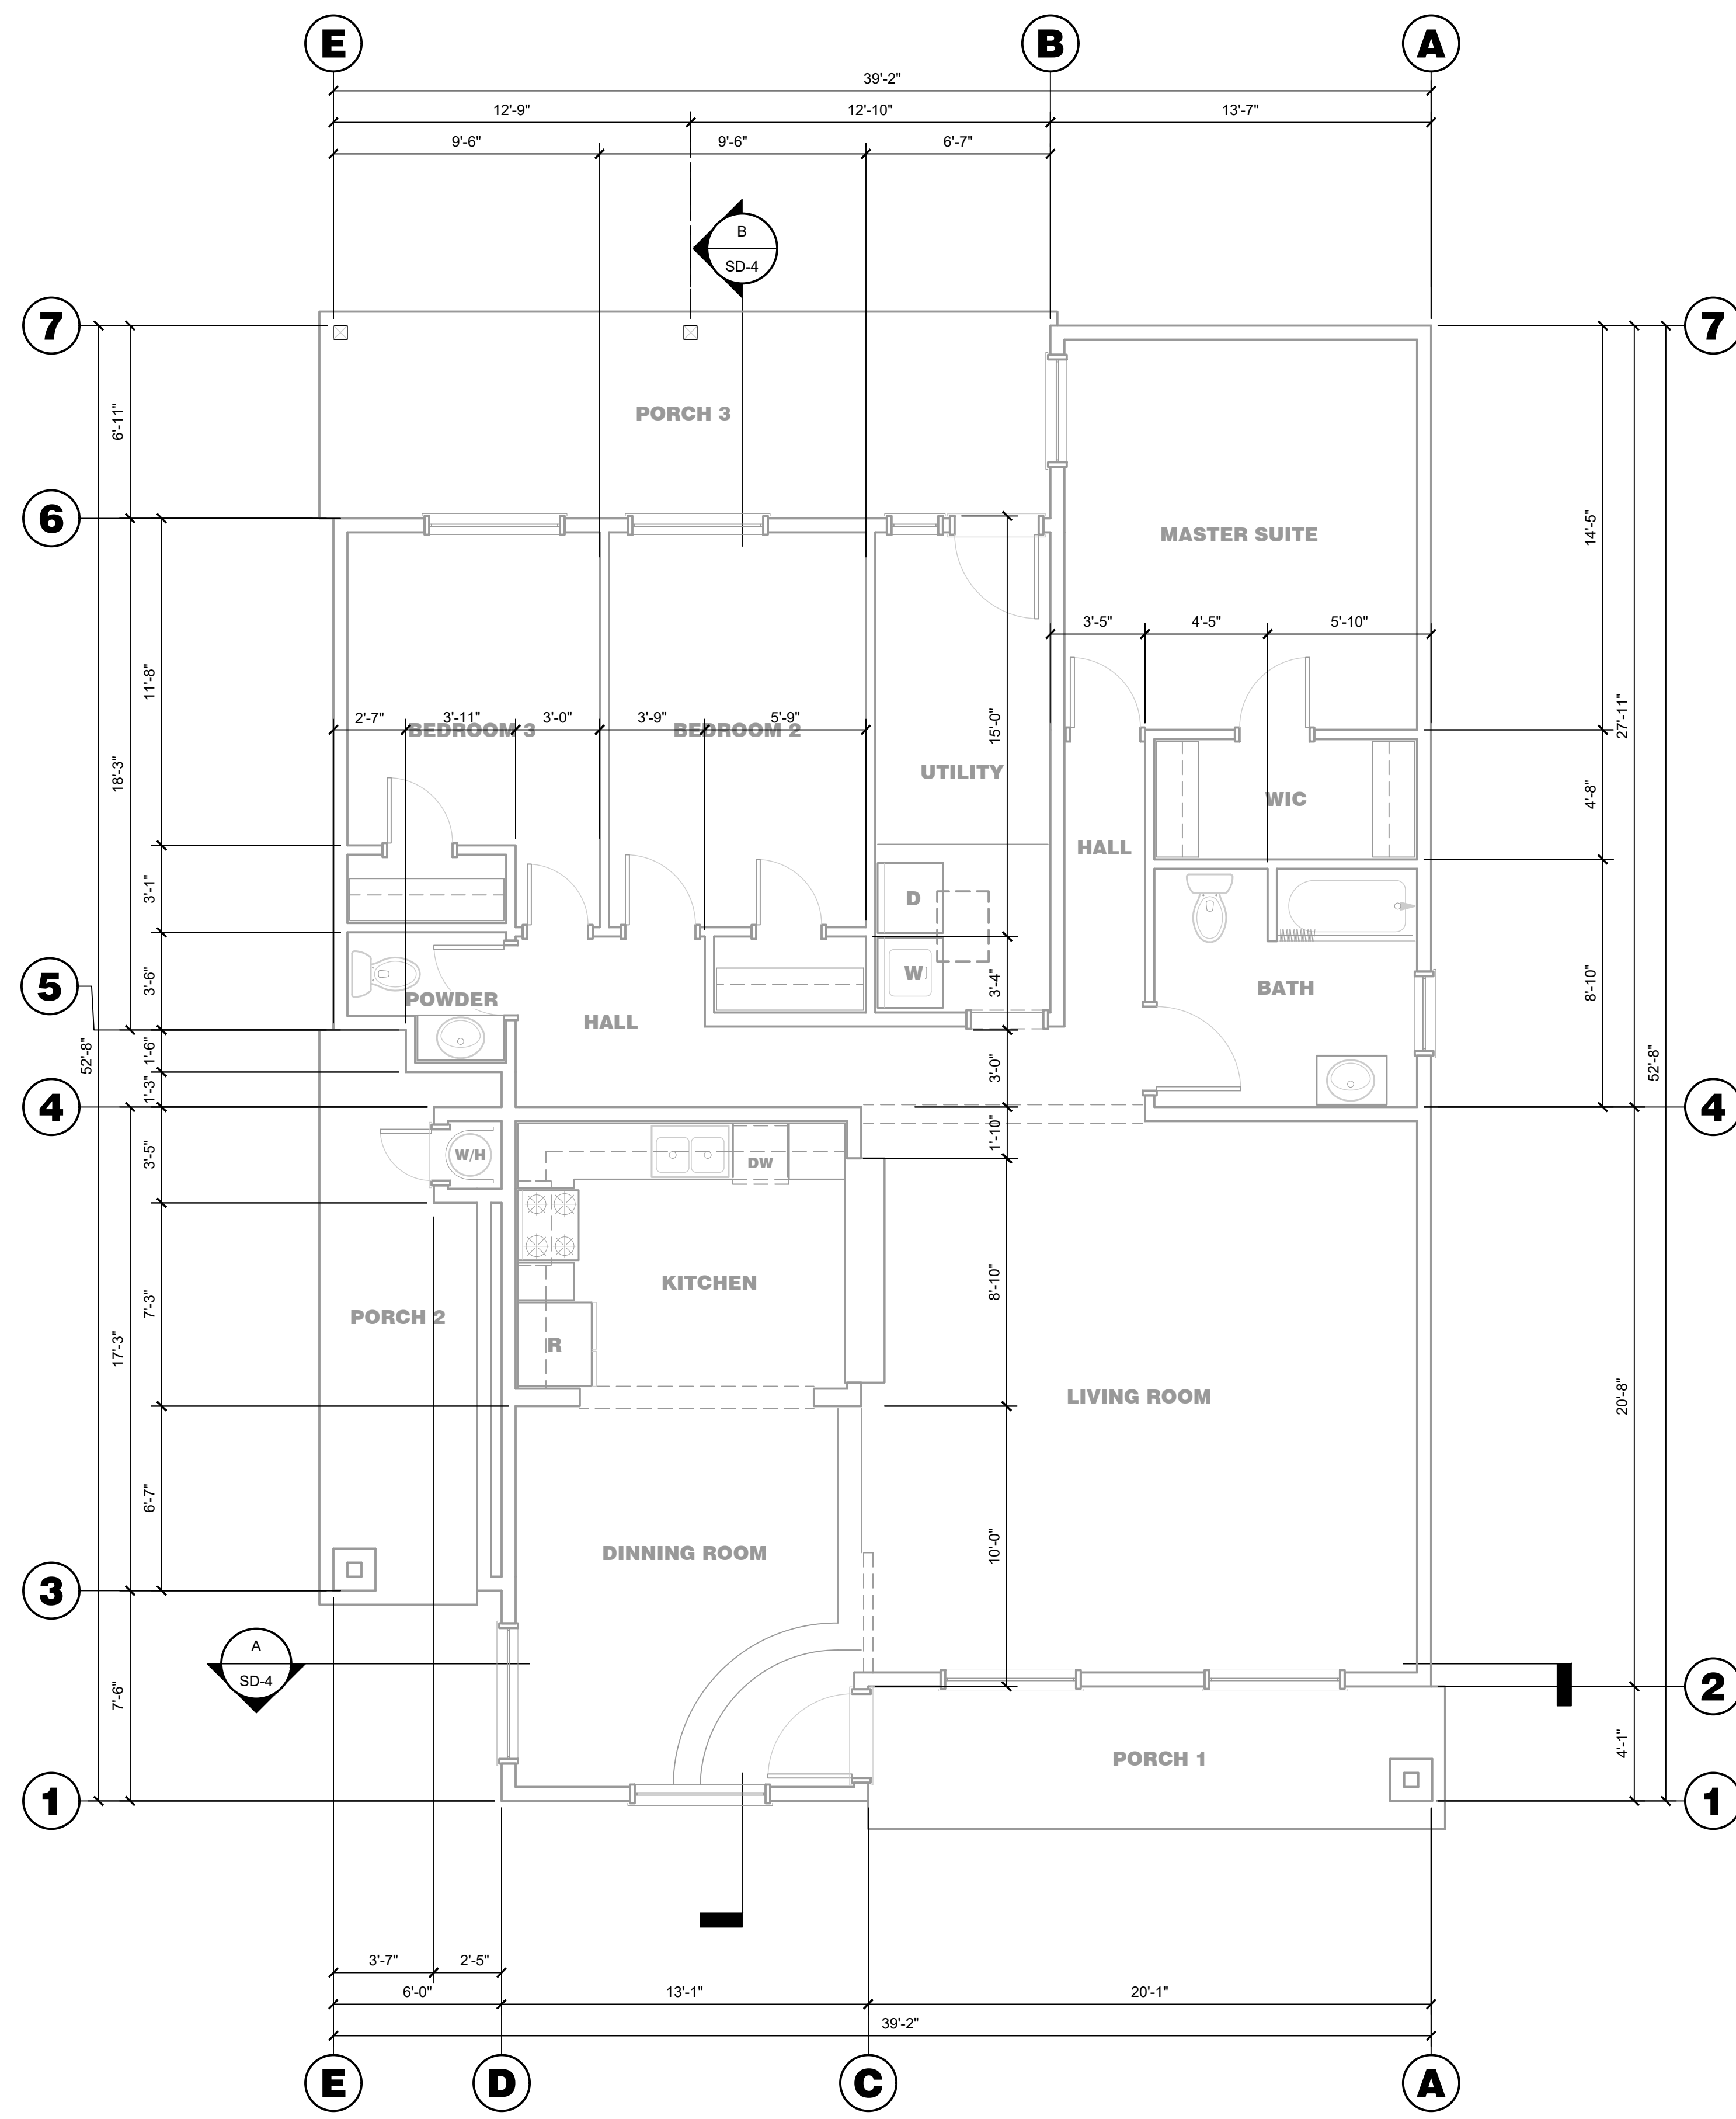 E
B
A
39'-2"
12'-9"
12'-10"
13'-7"
9'-6"
9'-6"
6'-7"
B
SD-4
7
7
6'-11"
PORCH 3
6
14'-5"
MASTER SUITE
3'-5"
4'-5"
5'-10"
11'-8"
2'-7"
3'-11"
3'-0"
3'-9"
5'-9"
15'-0"
27'-11"
BEDROOM 3
BEDROOM 2
18'-3"
UTILITY
4'-8"
WIC
HALL
3'-1"
D
5
3'-6"
W
3'-4"
BATH
8'-10"
POWDER
HALL
52'-8"
1'-6"
3'-0"
52'-8"
1'-3"
4
4
1'-10"
3'-5"
W/H
DW
8'-10"
KITCHEN
7'-3"
PORCH 2
17'-3"
R
LIVING ROOM
20'-8"
6'-7"
10'-0"
DINNING ROOM
3
A
SD-4
2
7'-6"
4'-1"
PORCH 1
1
1
3'-7"
2'-5"
6'-0"
13'-1"
20'-1"
39'-2"
E
D
C
A